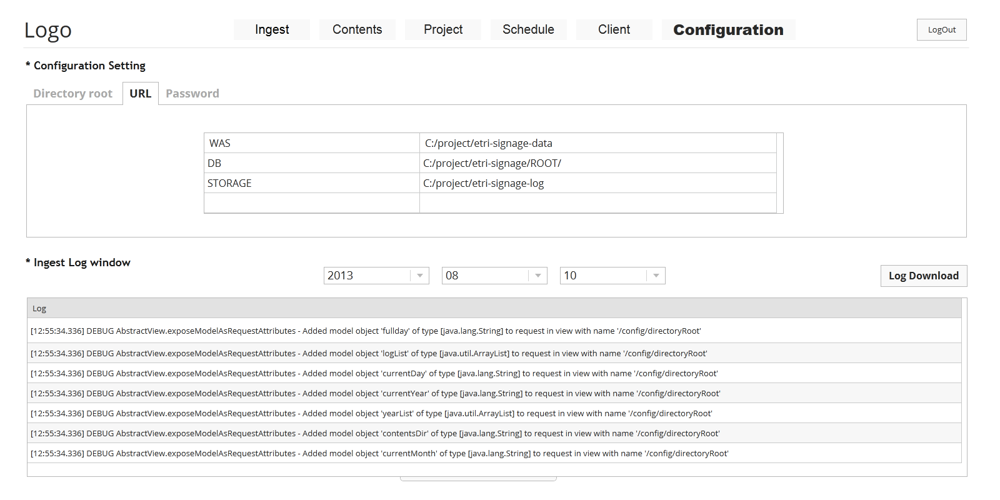 Logo
Ingest Contents Project Schedule Client Configuration LogOut
* Configuration Setting
Directory root URL Password
WAS C:/project/etri-signage-data
DB C:/project/etri-signage/ROOT/
STORAGE C:/project/etri-signage-log
* Ingest Log window
2013 08 10 Log Download
Log
[12:55:34.336] DEBUG AbstractView.exposeModelAsRequestAttributes - Added model object 'fullday' of type [java.lang.String] to request in view with name '/config/directoryRoot'
[12:55:34.336] DEBUG AbstractView.exposeModelAsRequestAttributes - Added model object 'logList' of type [java.util.ArrayList] to request in view with name '/config/directoryRoot'
[12:55:34.336] DEBUG AbstractView.exposeModelAsRequestAttributes - Added model object 'currentDay' of type [java.lang.String] to request in view with name '/config/directoryRoot'
[12:55:34.336] DEBUG AbstractView.exposeModelAsRequestAttributes - Added model object 'currentYear' of type [java.lang.String] to request in view with name '/config/directoryRoot'
[12:55:34.336] DEBUG AbstractView.exposeModelAsRequestAttributes - Added model object 'yearList' of type [java.util.ArrayList] to request in view with name '/config/directoryRoot'
[12:55:34.336] DEBUG AbstractView.exposeModelAsRequestAttributes - Added model object 'contentsDir' of type [java.lang.String] to request in view with name '/config/directoryRoot'
[12:55:34.336] DEBUG AbstractView.exposeModelAsRequestAttributes - Added model object 'currentMonth' of type [java.lang.String] to request in view with name '/config/directoryRoot'